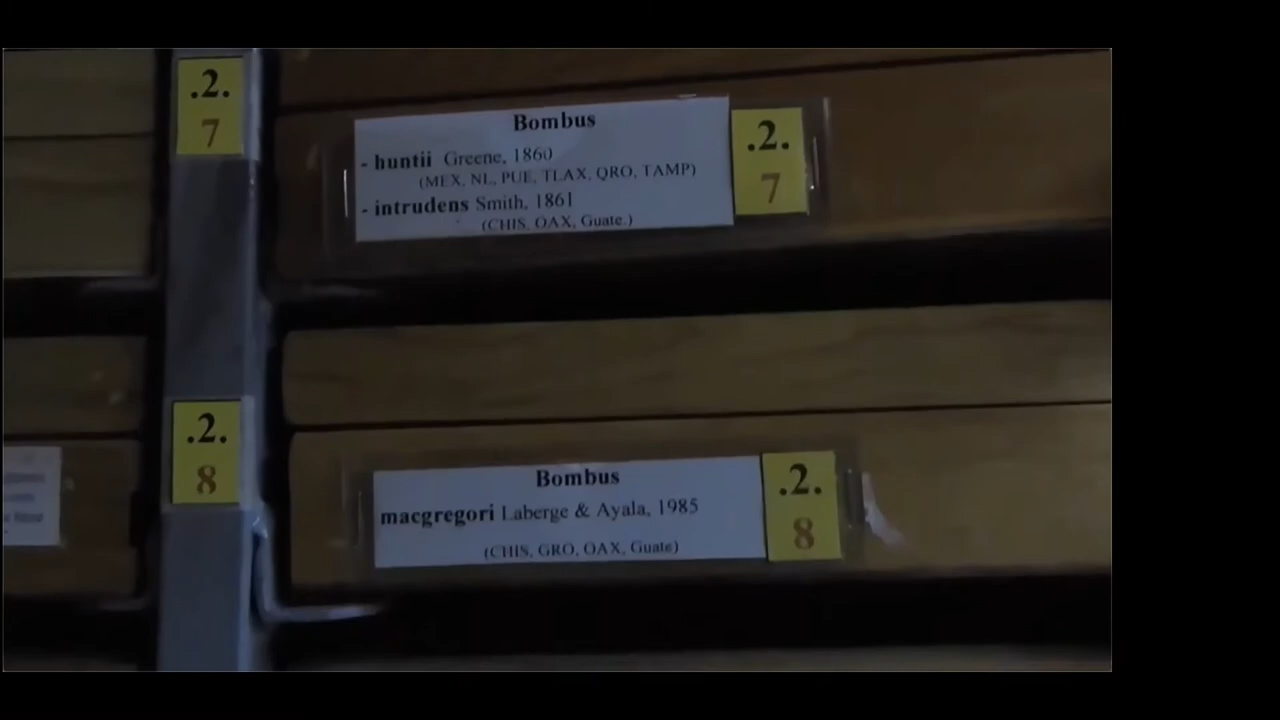 .2.
7
Bombus
- huntii Greene, 1860
(MEX, NL, PUE, TLAX, QRO, TAMP)
- intrudens Smith, 1861
(CHIS, OAX, Guate.)
.2.
7
.2.
8
Bombus
macgregori Laberge & Ayala, 1985
(CHIS, GRO, OAX, Guate)
.2.
8